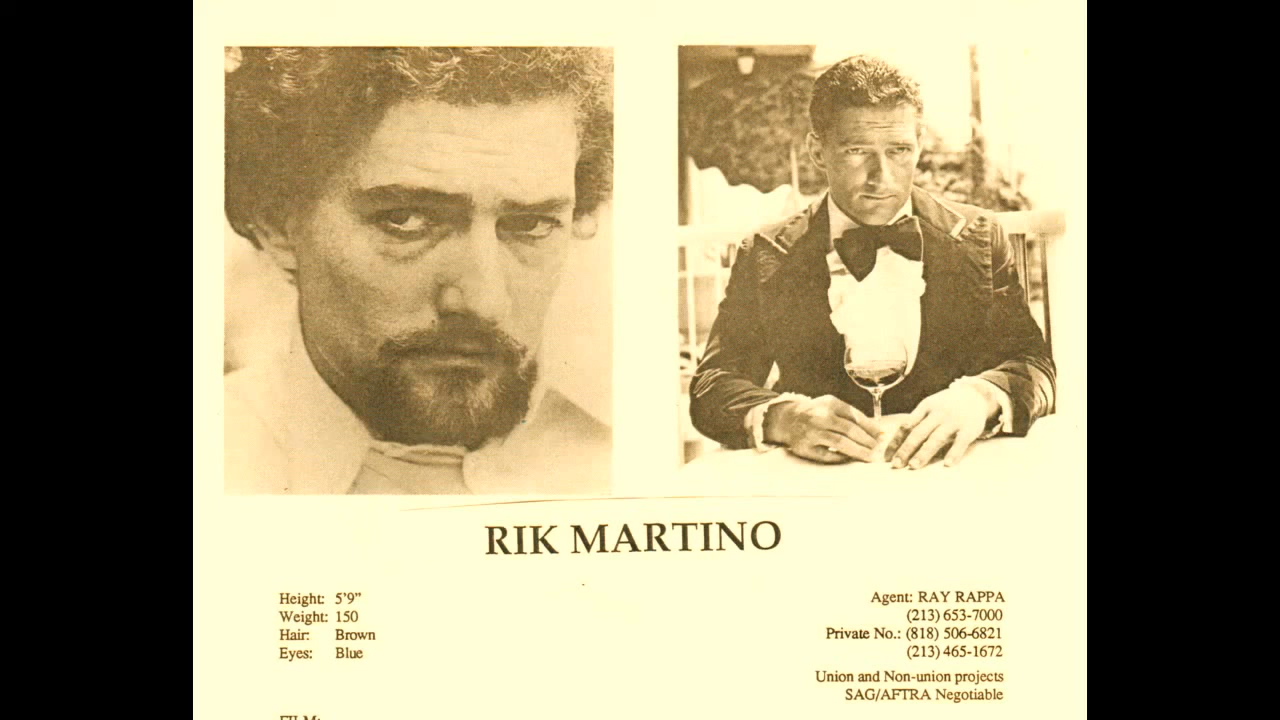 RIK MARTINO
Height: 5'9"
Weight: 150
Hair: Brown
Eyes: Blue
Agent: RAY RAPPA
(213) 653-7000
Private No.: (818) 506-6821
(213) 465-1672
Union and Non-union projects
SAG/AFTRA Negotiable
FILM: